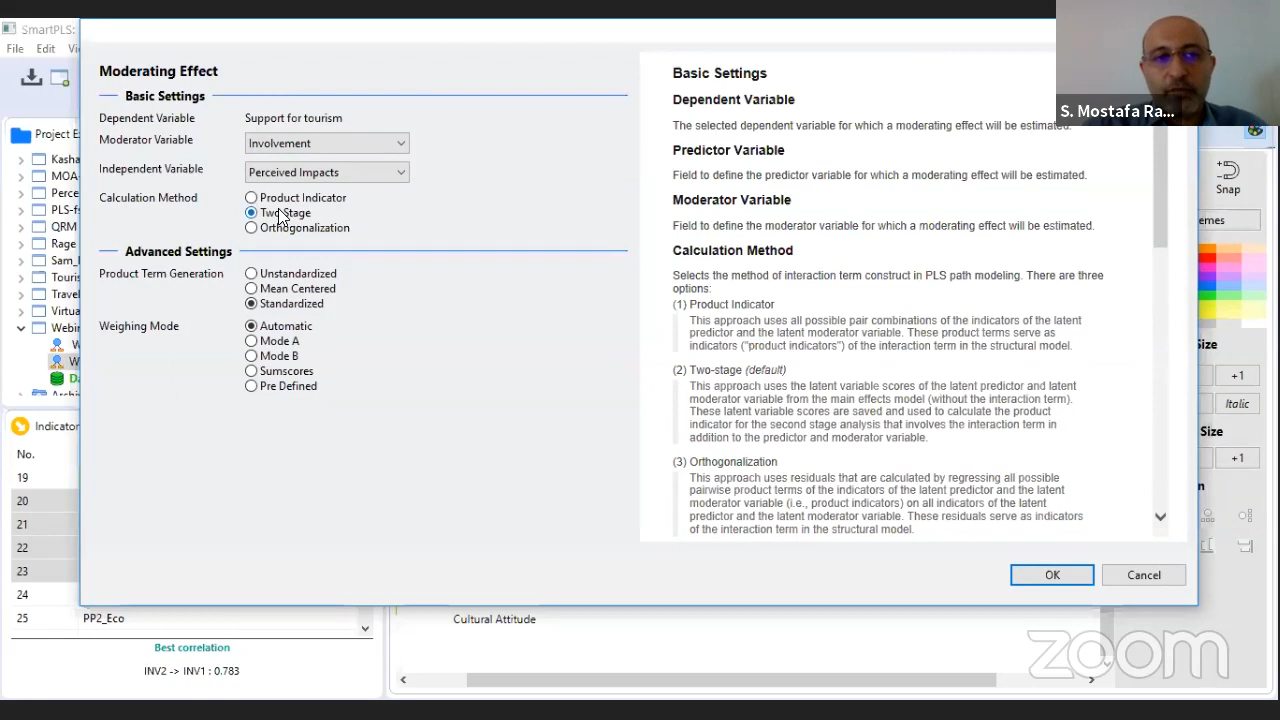 SmartPLS:
File Edit
Moderating Effect
Basic Settings
Dependent Variable Support for tourism
Moderator Variable Involvement
Independent Variable Perceived Impacts
Calculation Method Product Indicator
Two Stage
Orthogonalization
Advanced Settings
Product Term Generation Unstandardized
Mean Centered
Standardized
Weighing Mode Automatic
Mode A
Mode B
Sumscores
Pre Defined
Basic Settings
Dependent Variable
The selected dependent variable for which a moderating effect will be estimated.
Predictor Variable
Field to define the predictor variable for which a moderating effect will be estimated.
Moderator Variable
Field to define the moderator variable for which a moderating effect will be estimated.
Calculation Method
Selects the method of interaction term construct in PLS path modeling. There are three
options:
(1) Product Indicator
This approach uses all possible pair combinations of the indicators of the latent
predictor and the latent moderator variable. These product terms serve as
indicators ("product indicators") of the interaction term in the structural model.
(2) Two-stage (default)
This approach uses the latent variable scores of the latent predictor and latent
moderator variable from the main effects model (without the interaction term).
These latent variable scores are saved and used to calculate the product
indicator for the second stage analysis that involves the interaction term in
addition to the predictor and moderator variable.
(3) Orthogonalization
This approach uses residuals that are calculated by regressing all possible
pairwise product terms of the indicators of the latent predictor and the latent
moderator variable (i.e., product indicators) on all indicators of the latent
predictor and the latent moderator variable. These residuals serve as indicators
of the interaction term in the structural model.
OK Cancel
S. Mostafa Ra...
Snap
Size
+1
Italic
Size
+1
Project Ex
Kasha
MOA-
Perce
PLS-fs
QRM
Rage
Sam_I
Touris
Travel
Virtua
Webin
W
W
Da
Indicator
No.
19
20
21
22
23
24
25 PP2_Eco
Best correlation
INV2 -> INV1 : 0.783
Cultural Attitude
zoom